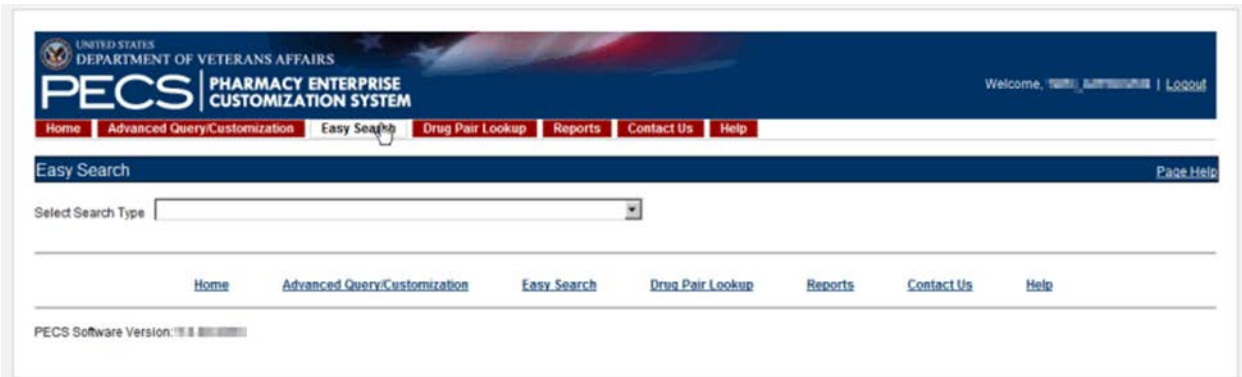 UNITED STATES
DEPARTMENT OF VETERANS AFFAIRS
PECS PHARMACY ENTERPRISE
CUSTOMIZATION SYSTEM
Welcome, | Logout
Home Advanced Query/Customization Easy Search Drug Pair Lookup Reports Contact Us Help
Easy Search Page Help
Select Search Type
Home Advanced Query/Customization Easy Search Drug Pair Lookup Reports Contact Us Help
PECS Software Version: